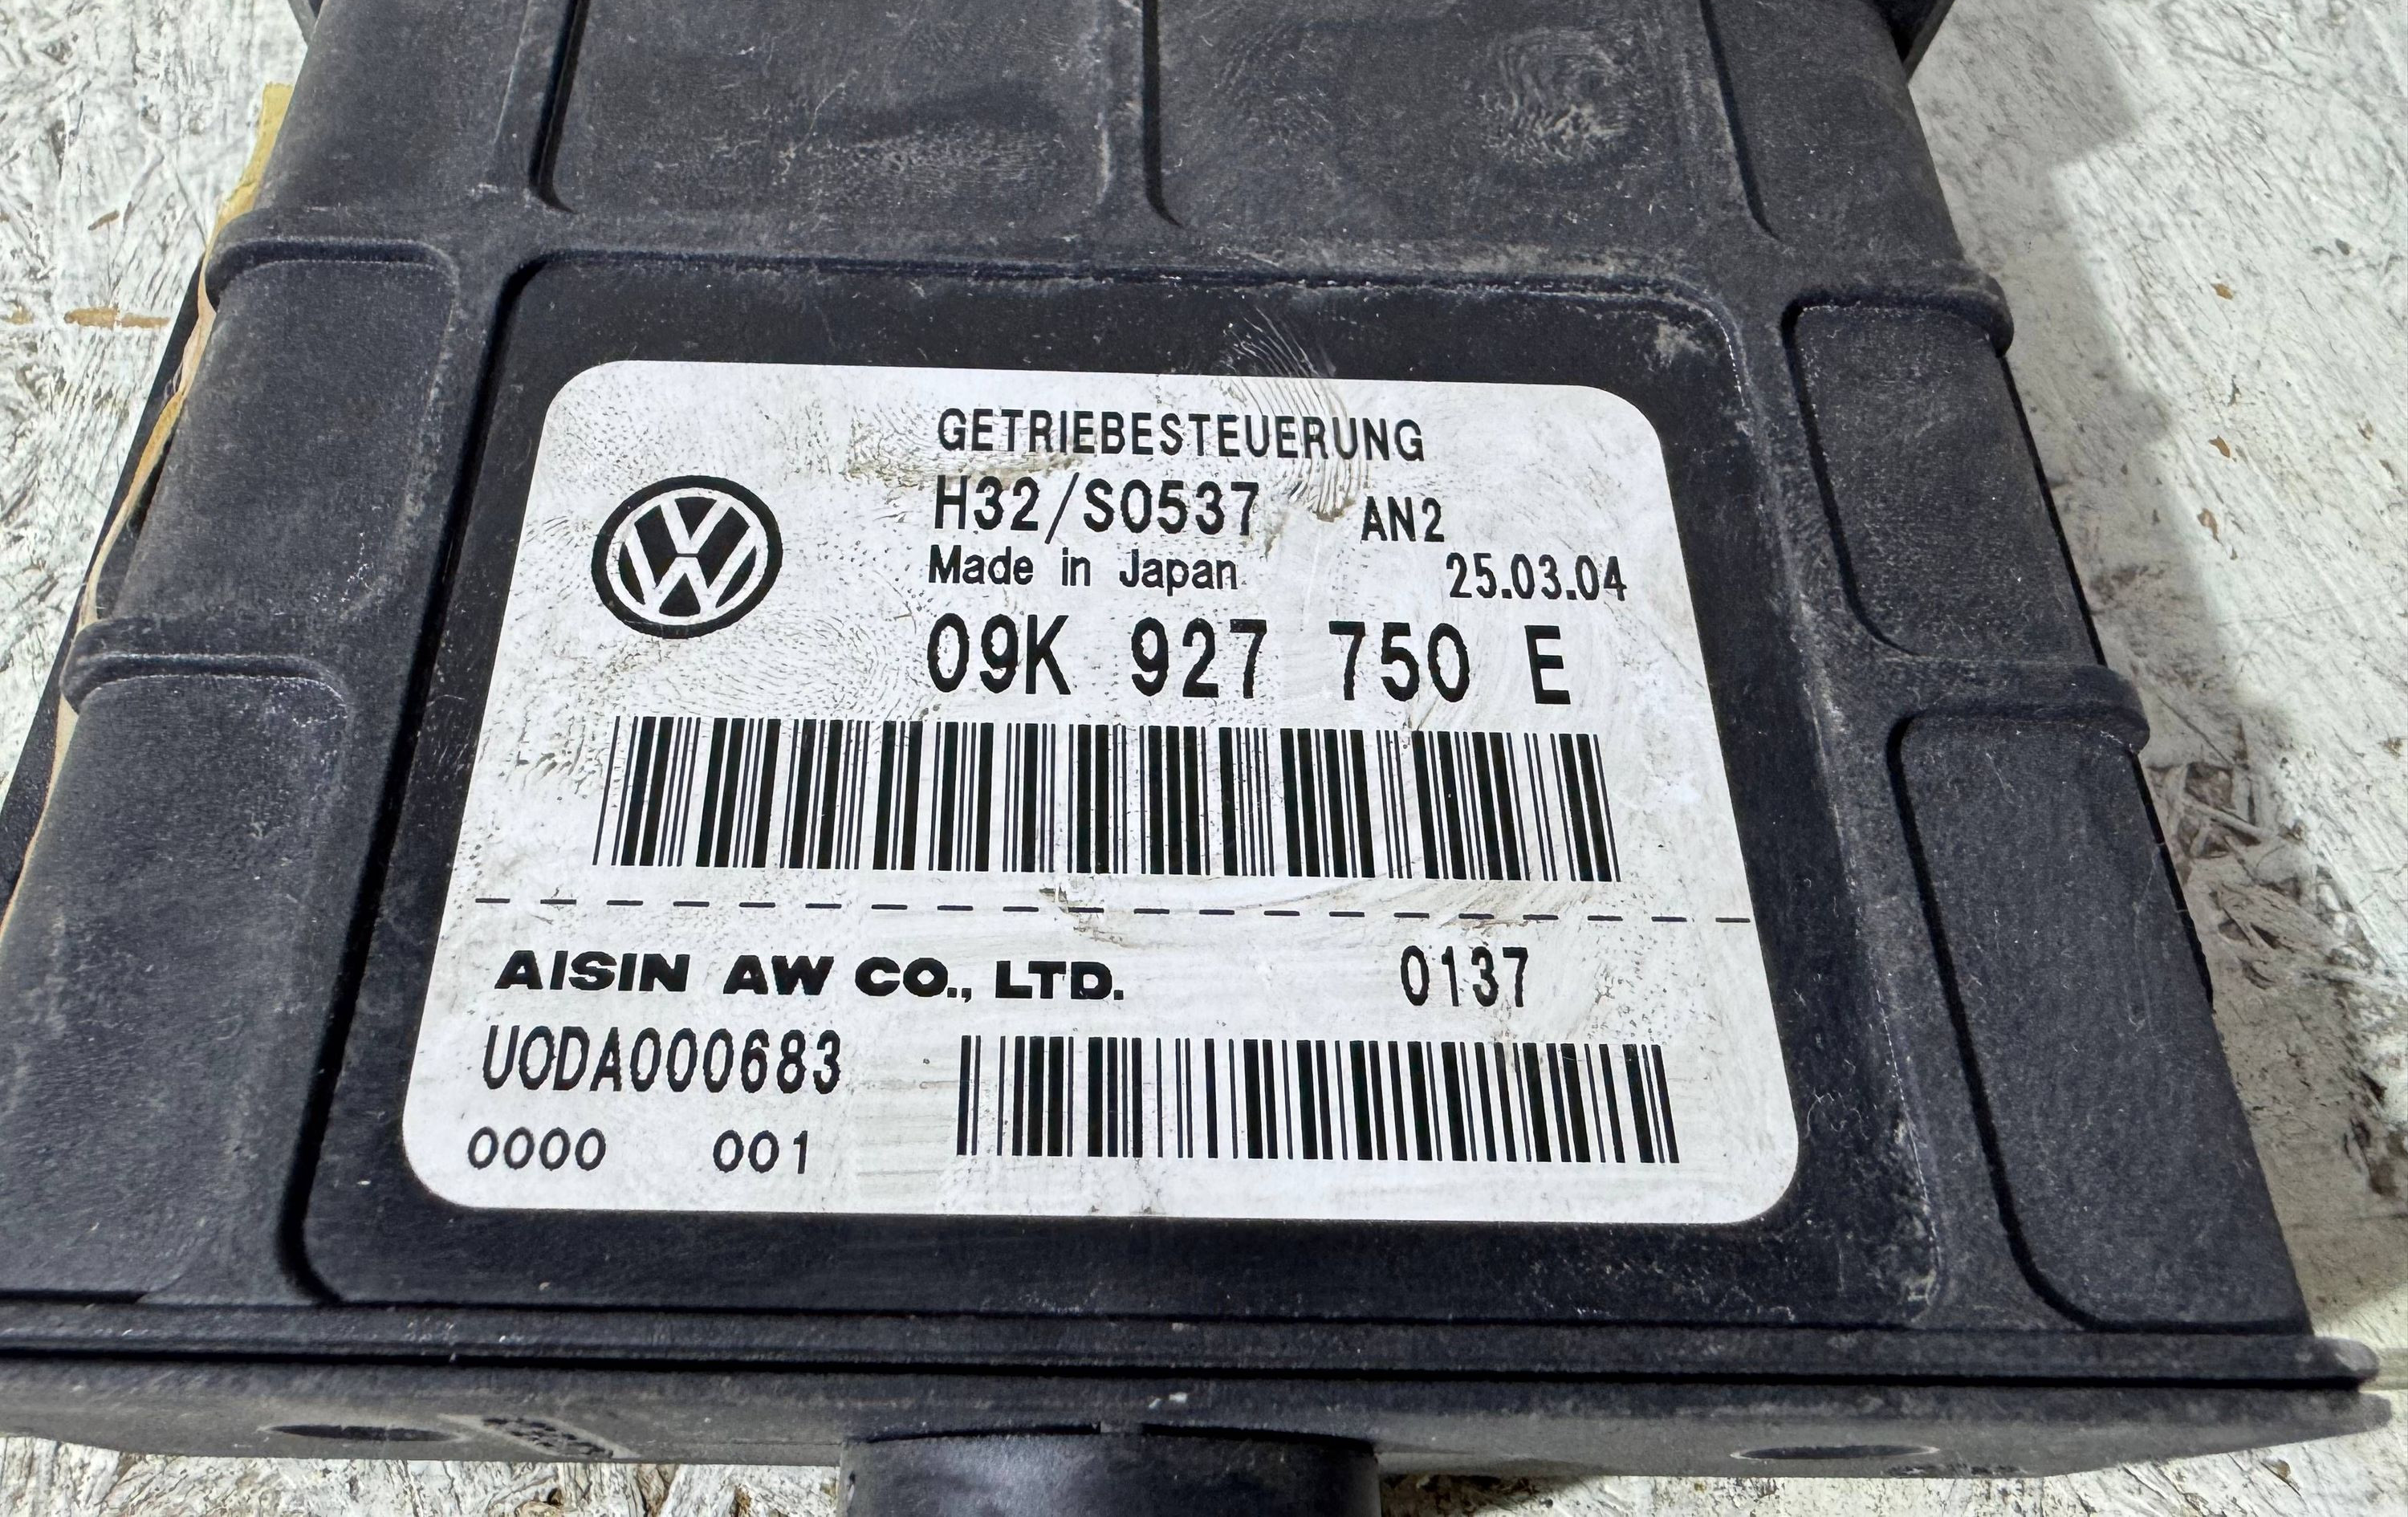 GETRIEBESTEUERUNG
H32/S0537 AN2
Made in Japan 25.03.04
09K 927 750 E
AISIN AW CO., LTD. 0137
UODA000683
0000 001